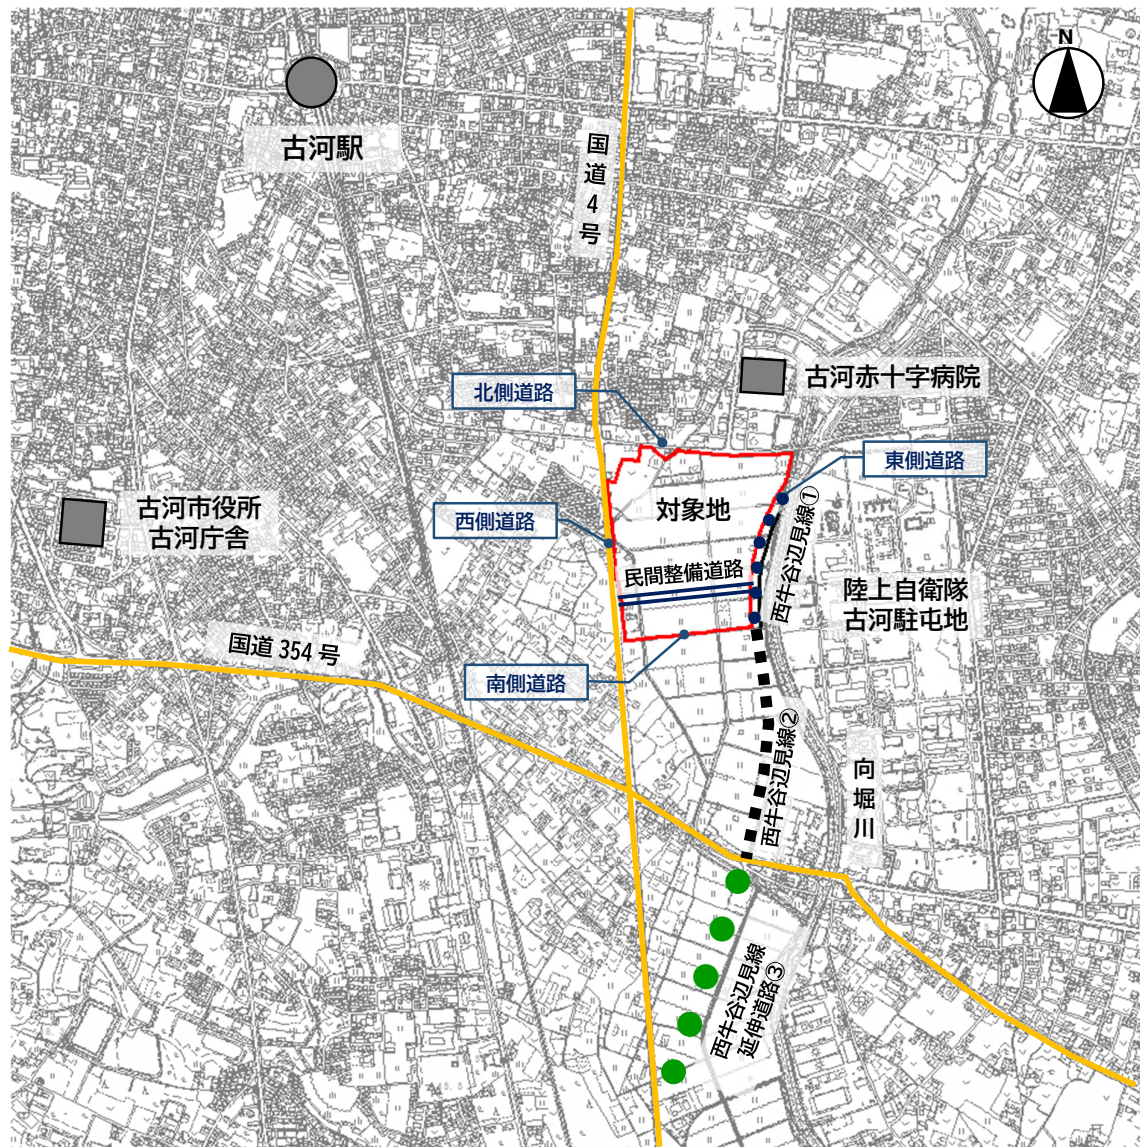 N
古河駅
国道4号
北側道路
古河赤十字病院
東側道路
古河市役所
古河庁舎
西側道路
対象地
西牛谷辺見線①
民間整備道路
陸上自衛隊
古河駐屯地
国道 354 号
南側道路
西牛谷辺見線②
向堀川
西牛谷辺見線
延伸道路③